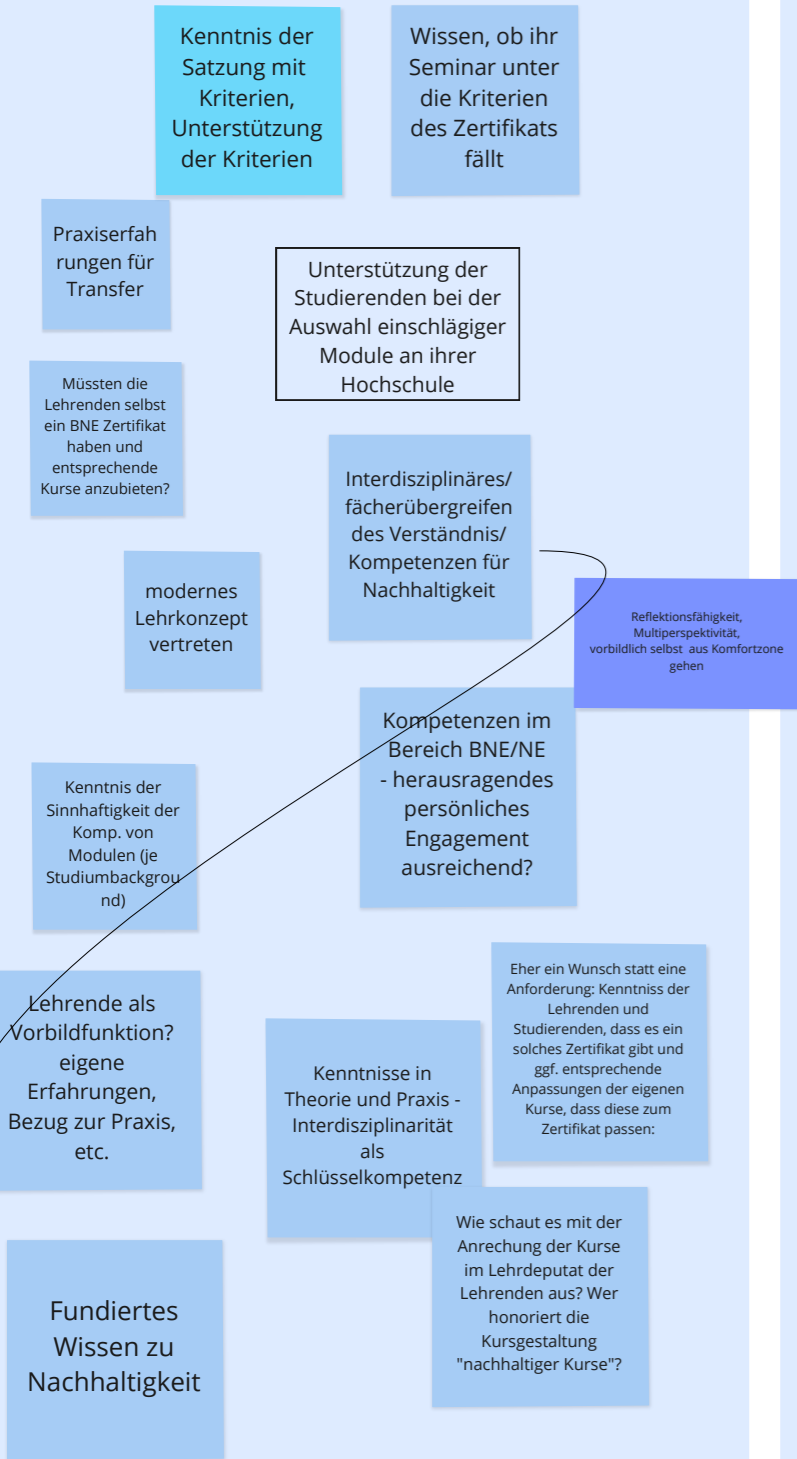 Kenntnis der
Satzung mit
Kriterien,
Unterstützung
der Kriterien
Wissen, ob ihr
Seminar unter
die Kriterien
des Zertifikats
fällt
Praxiserfah
rungen für
Transfer
Unterstützung der
Studierenden bei der
Auswahl einschlägiger
Module an ihrer
Hochschule
Müssten die
Lehrenden selbst
ein BNE Zertifikat
haben und
entsprechende
Kurse anzubieten?
Interdisziplinäres/
fächerübergreifen
des Verständnis/
Kompetenzen für
Nachhaltigkeit
modernes
Lehrkonzept
vertreten
Reflektionsfähigkeit,
Multiperspektivität,
vorbildlich selbst aus Komfortzone
gehen
Kompetenzen im
Bereich BNE/NE
- herausragendes
persönliches
Engagement
ausreichend?
Kenntnis der
Sinnhaftigkeit der
Komp. von
Modulen (je
Studiumbackgrou
nd)
Eher ein Wunsch statt eine
Anforderung: Kenntniss der
Lehrenden und
Studierenden, dass es ein
solches Zertifikat gibt und
ggf. entsprechende
Anpassungen der eigenen
Kurse, dass diese zum
Zertifikat passen:
Lehrende als
Vorbildfunktion?
eigene
Erfahrungen,
Bezug zur Praxis,
etc.
Kenntnisse in
Theorie und Praxis -
Interdisziplinarität
als
Schlüsselkompetenz
Wie schaut es mit der
Anrechung der Kurse
im Lehrdeputat der
Lehrenden aus? Wer
honoriert die
Kursgestaltung
"nachhaltiger Kurse"?
Fundiertes
Wissen zu
Nachhaltigkeit